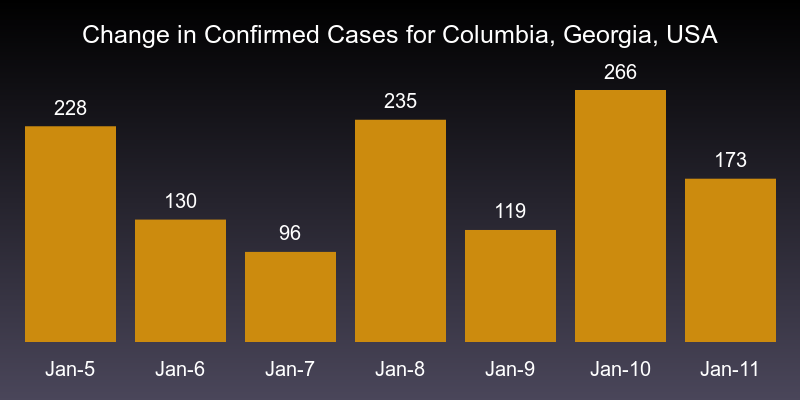 Change in Confirmed Cases for Columbia, Georgia, USA
228
130
96
235
119
266
173
Jan-5
Jan-6
Jan-7
Jan-8
Jan-9
Jan-10
Jan-11